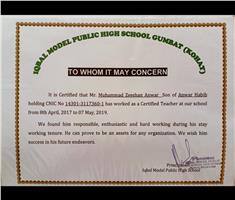 IQBAL MODEL PUBLIC HIGH SCHOOL GUMBAT (KOHAT)
TO WHOM IT MAY CONCERN
It is Certified that Mr. Muhammad Zeeshan Anwar Son of Anwar Habib
holding CNIC No 14301-3117360-1 has worked as a Certified Teacher at our school
from 8th April, 2017 to 07 May, 2019.
We found him responsible, enthusiastic and hard working during his stay
working tenure. He can prove to be an assets for any organization. We wish him
success in his future endeavors.
Principal
Iqbal Model Public High School